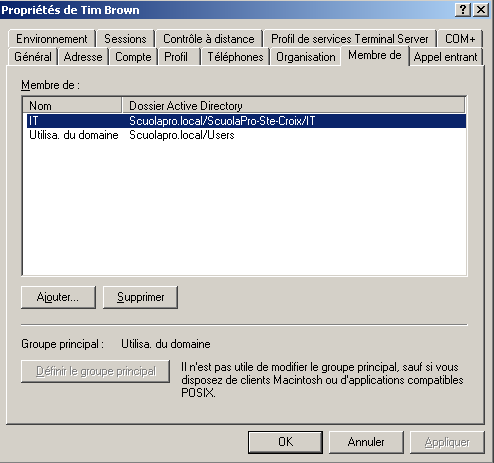 Propriétés de Tim Brown
Environnement Sessions Contrôle à distance Profil de services Terminal Server COM+
Général Adresse Compte Profil Téléphones Organisation Membre de Appel entrant
Membre de :
Nom Dossier Active Directory
IT Scuolapro.local/ScuolaPro-Ste-Croix/IT
Utilisa. du domaine Scuolapro.local/Users
Ajouter... Supprimer
Groupe principal : Utilisa. du domaine
Définir le groupe principal
Il n'est pas utile de modifier le groupe principal, sauf si vous
disposez de clients Macintosh ou d'applications compatibles
POSIX.
OK Annuler Appliquer